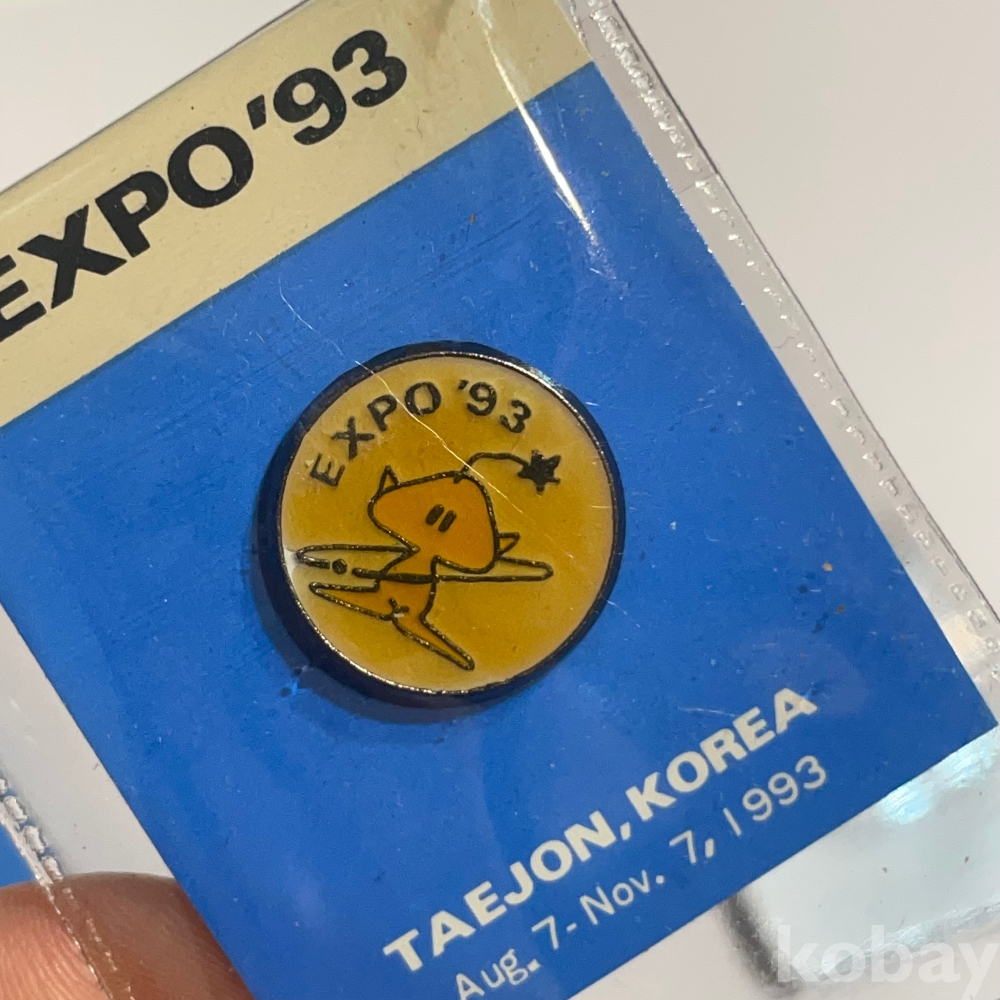 EXPO'93
EXPO '93
TAEJON, KOREA
Aug. 7-Nov. 7, 1993
kobay